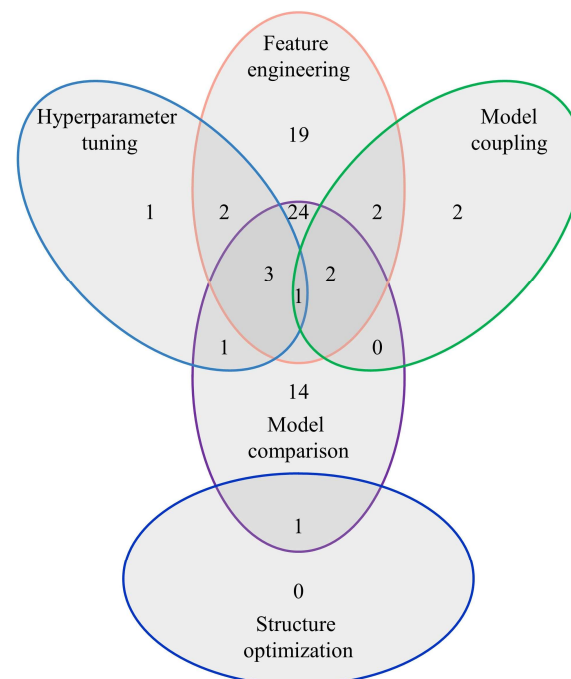 Feature
engineering
Hyperparameter
tuning
Model
coupling
19
1
2
24
2
2
3
2
1
1
0
14
Model
comparison
1
0
Structure
optimization